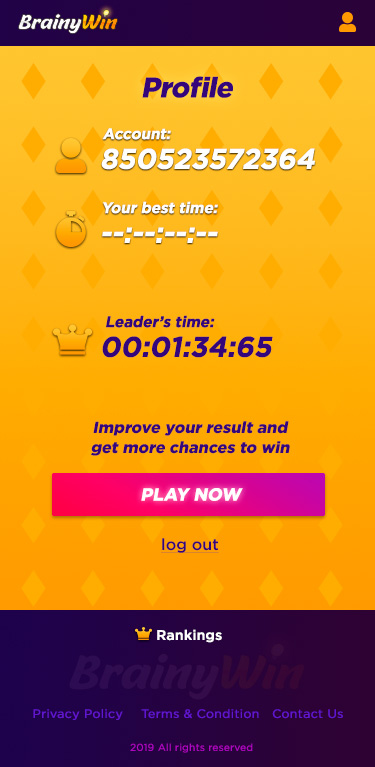 BrainyWin
Profile
Account:
850523572364
Your best time:
--:--:--:--
Leader's time:
00:01:34:65
Improve your result and
get more chances to win
PLAY NOW
log out
Rankings
BrainyWin
Privacy Policy Terms & Condition Contact Us
2019 All rights reserved